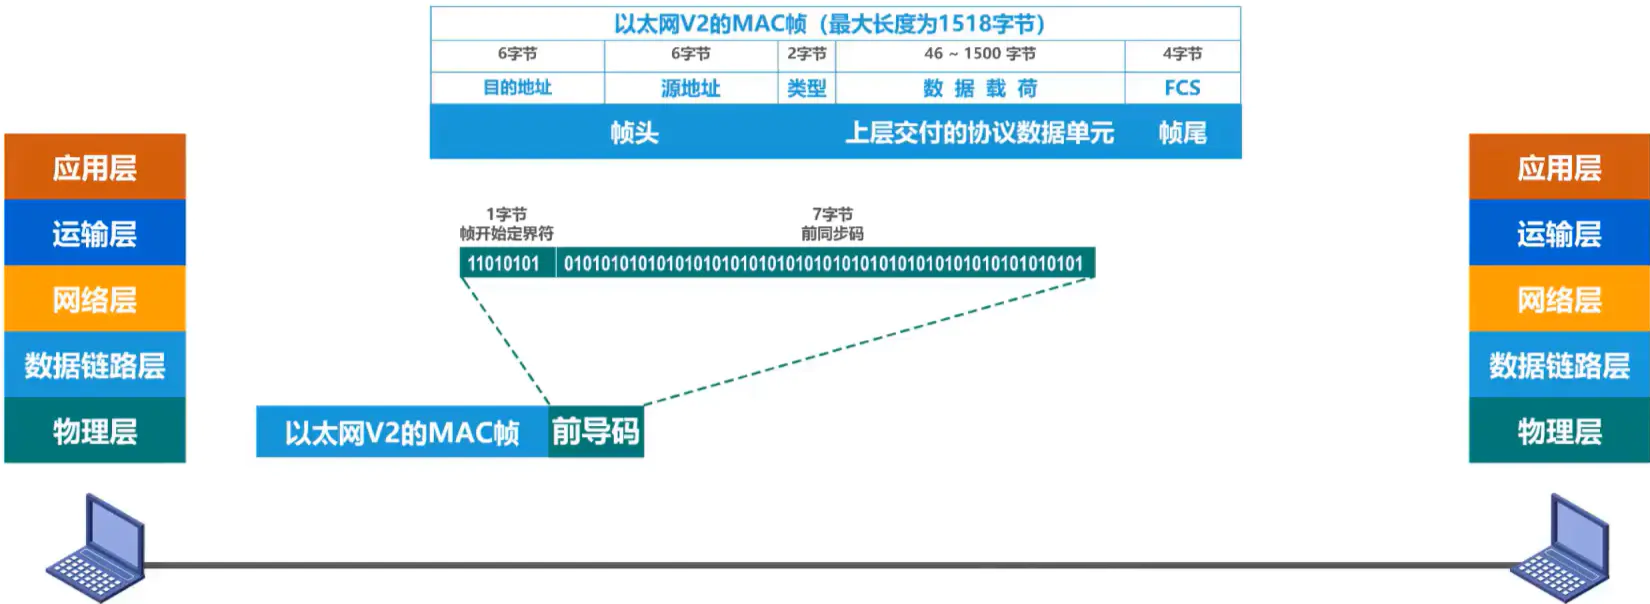 以太网V2的MAC帧（最大长度为1518字节）
6字节 6字节 2字节 46 ~ 1500 字节 4字节
目的地址 源地址 类型 数 据 载 荷 FCS
帧头 上层交付的协议数据单元 帧尾
应用层
运输层
网络层
数据链路层
物理层
1字节
帧开始定界符
7字节
前同步码
11010101 01010101010101010101010101010101010101010101010101010101
以太网V2的MAC帧 前导码
应用层
运输层
网络层
数据链路层
物理层